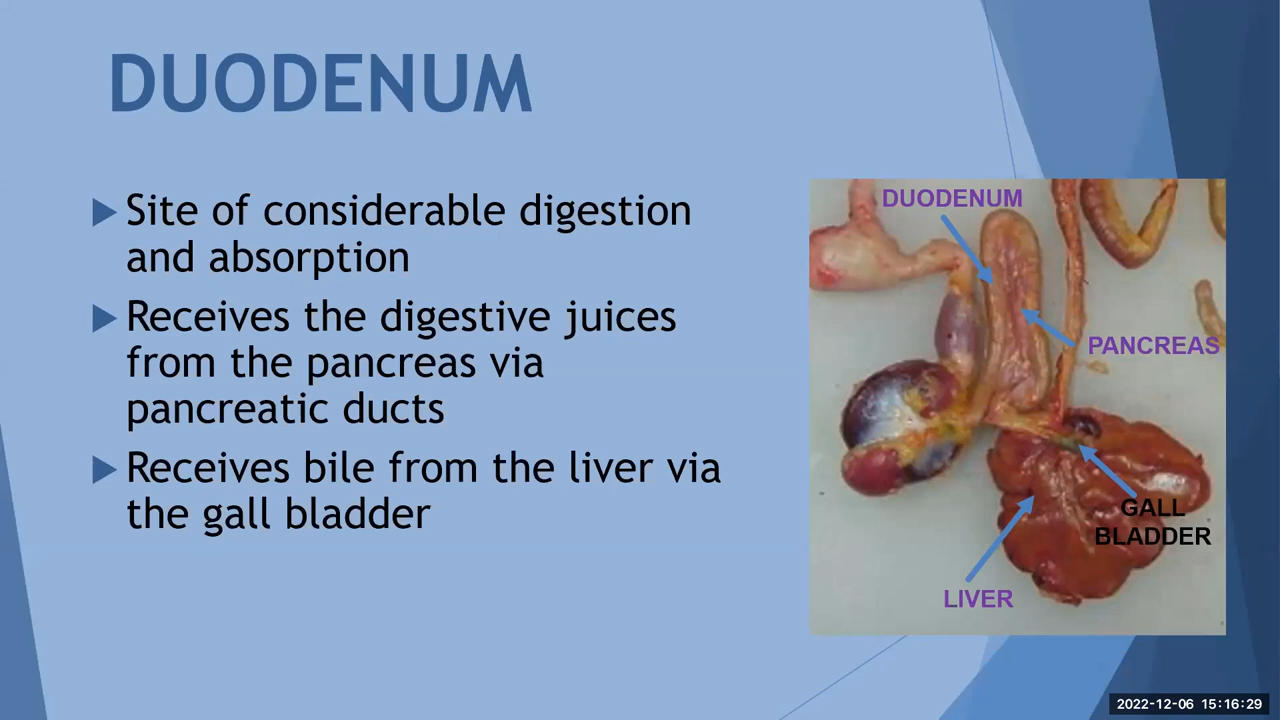 DUODENUM
Site of considerable digestion
and absorption
Receives the digestive juices
from the pancreas via
pancreatic ducts
Receives bile from the liver via
the gall bladder
DUODENUM
PANCREAS
GALL
BLADDER
LIVER
2022-12-06 15:16:29